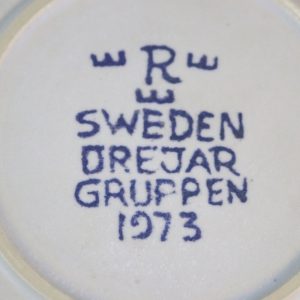 R
SWEDEN
DREJAR
GRUPPEN
1973